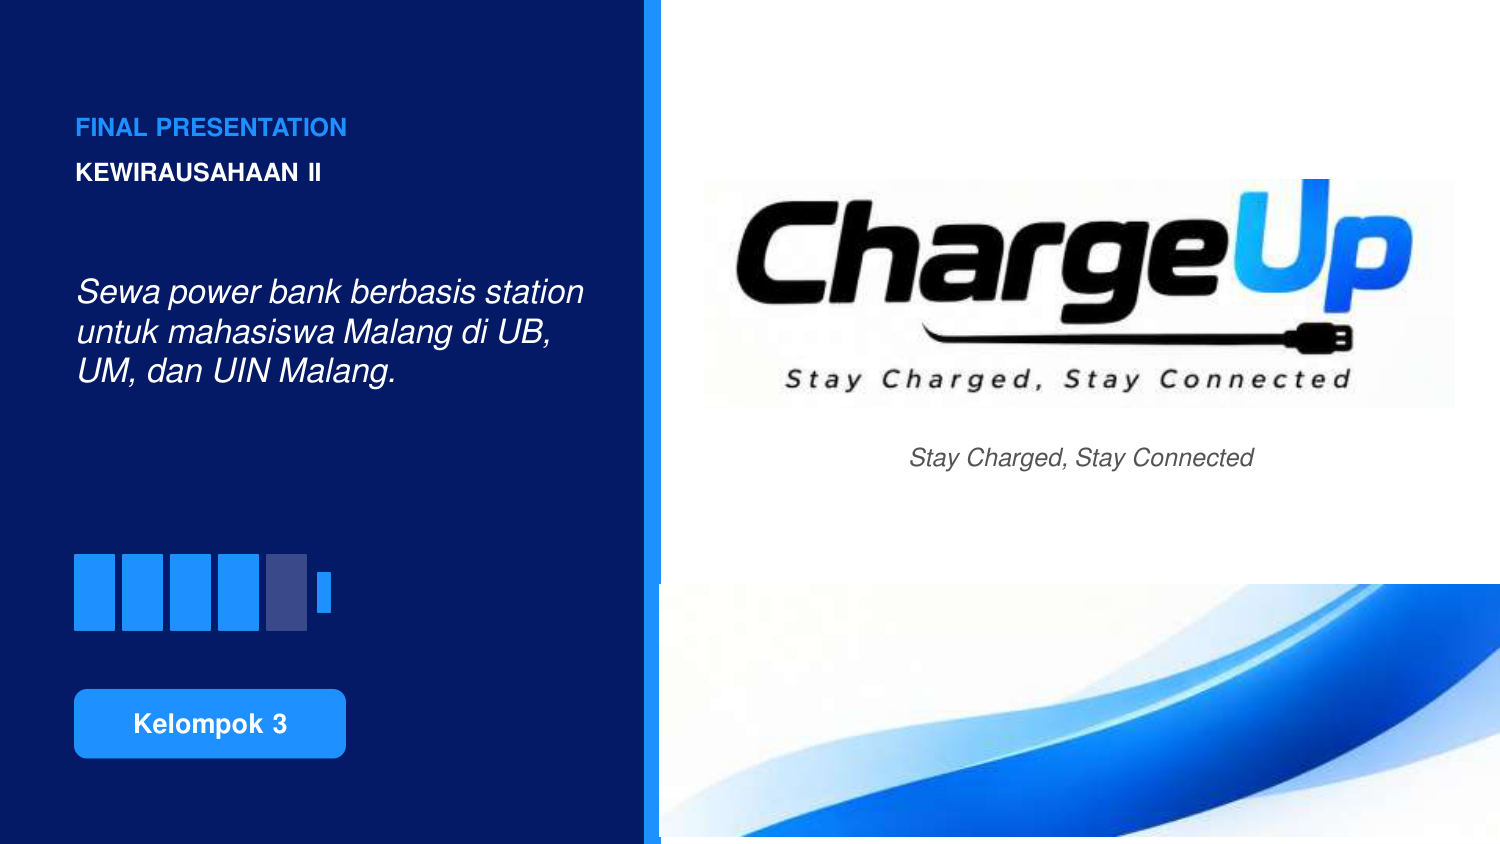 FINAL PRESENTATION
KEWIRAUSAHAAN II
Sewa power bank berbasis station
untuk mahasiswa Malang di UB,
UM, dan UIN Malang.
Kelompok 3
ChargeUp
Stay Charged, Stay Connected
Stay Charged, Stay Connected